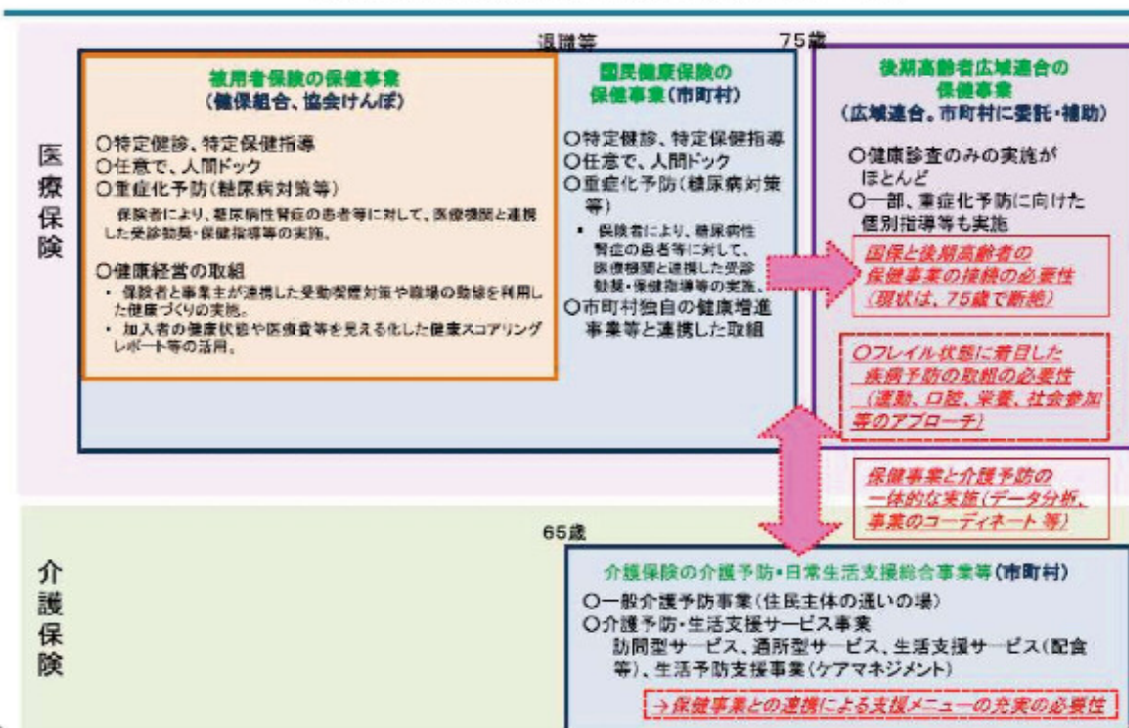 退職等
75歳
医療保険
被用者保険の保健事業
(健保組合、協会けんぽ)
〇特定健診、特定保健指導
〇任意で、人間ドック
〇重症化予防(糖尿病対策等)
保険者により、糖尿病性腎症の患者等に対して、医療機関と連携
した受診勧奨・保健指導等の実施。
〇健康経営の取組
・ 保険者と事業主が連携した受動喫煙対策や職場の動線を利用し
た健康づくりの実施。
・ 加入者の健康状態や医療費等を見える化した健康スコアリング
レポート等の活用。
国民健康保険の
保健事業(市町村)
〇特定健診、特定保健指導
〇任意で、人間ドック
〇重症化予防(糖尿病対策
等)
・ 保険者により、糖尿病性
腎症の患者等に対して、
医療機関と連携した受診
勧奨・保健指導等の実施、
〇市町村独自の健康増進
事業等と連携した取組
後期高齢者広域連合の
保健事業
(広域連合。市町村に委託・補助)
〇健康診査のみの実施が
ほとんど
〇一部、重症化予防に向けた
個別指導等も実施
国保と後期高齢者の
保健事業の接続の必要性
(現状は、75歳で断絶)
〇フレイル状態に着目した
疾病予防の取組の必要性
(運動、口腔、栄養、社会参加
等のアプローチ)
保健事業と介護予防の
一体的な実施(データ分析、
事業のコーディネート等)
介護保険
65歳
介護保険の介護予防・日常生活支援総合事業等(市町村)
〇一般介護予防事業(住民主体の通いの場)
〇介護予防・生活支援サービス事業
訪問型サービス、通所型サービス、生活支援サービス(配食
等)、生活予防支援事業(ケアマネジメント)
→保健事業との連携による支援メニューの充実の必要性